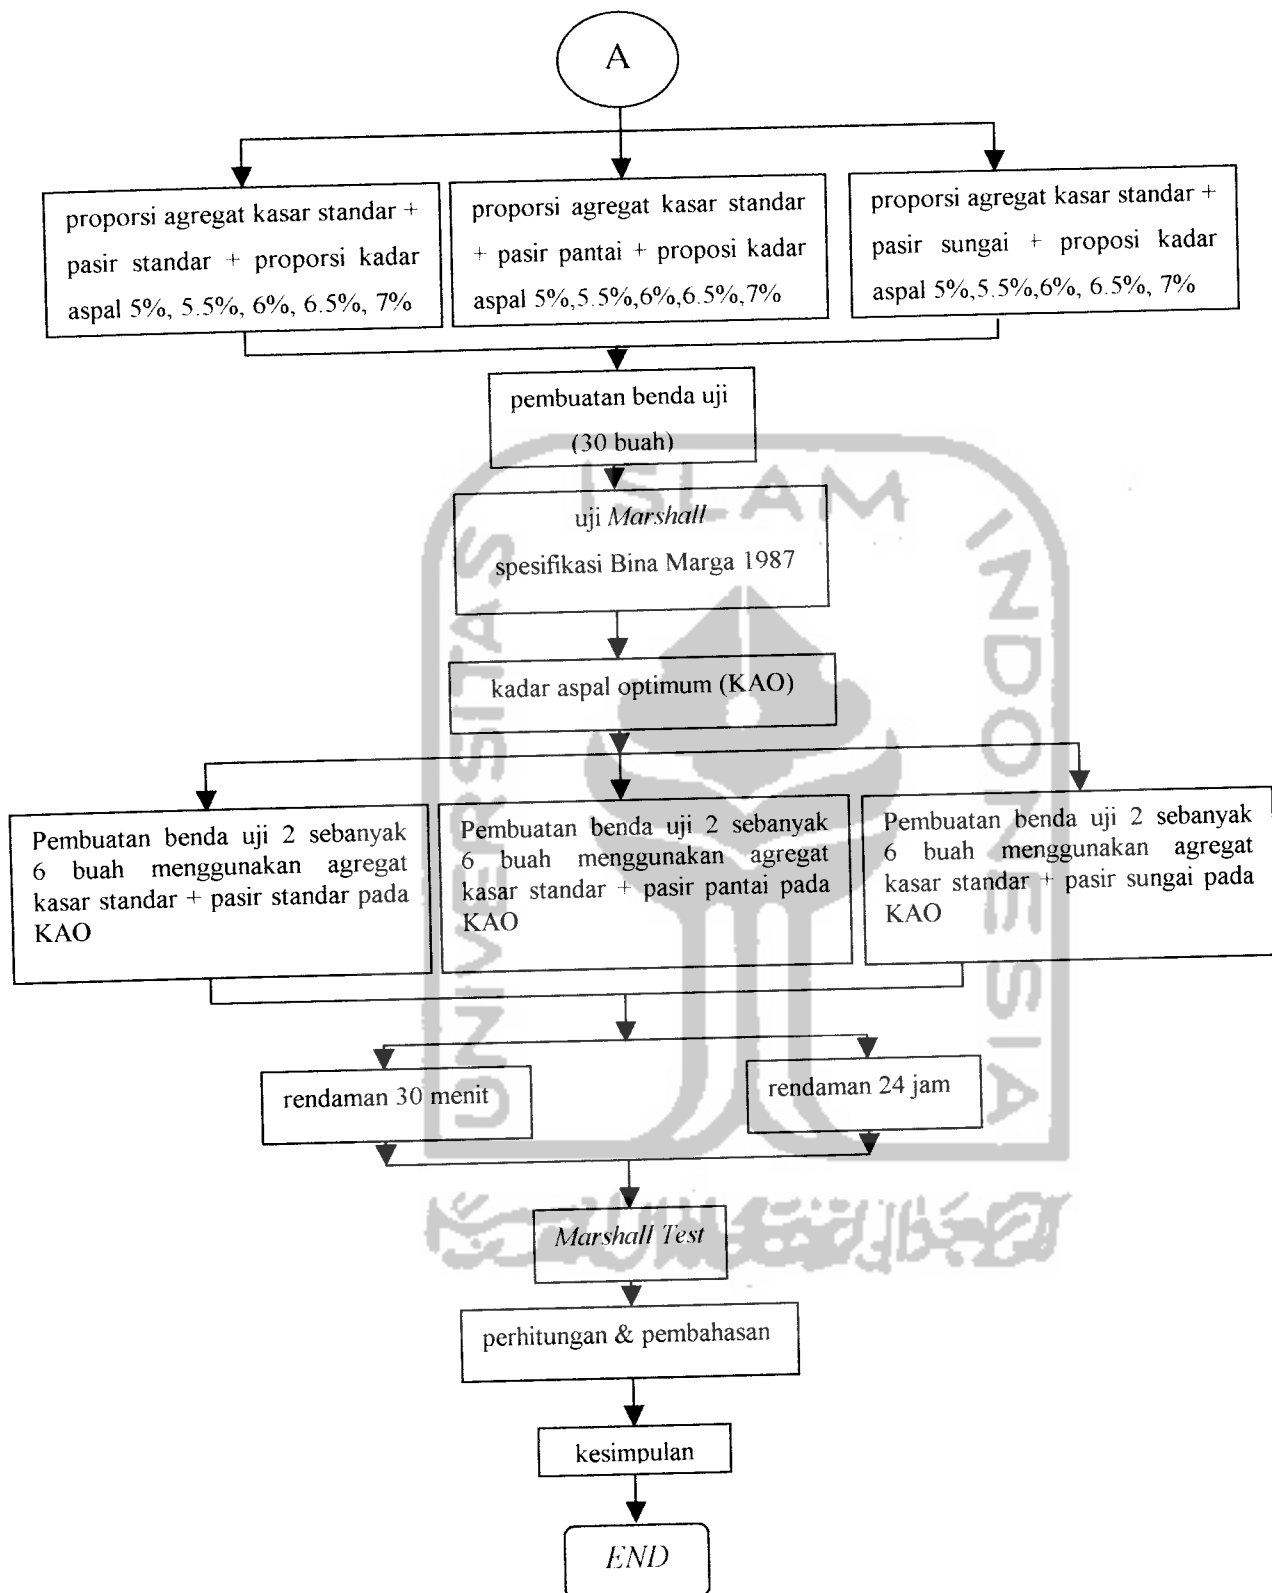 A
proporsi agregat kasar standar +
pasir standar + proporsi kadar
aspal 5%, 5.5%, 6%, 6.5%, 7%
proporsi agregat kasar standar
+ pasir pantai + proposi kadar
aspal 5%,5.5%,6%,6.5%,7%
proporsi agregat kasar standar +
pasir sungai + proposi kadar
aspal 5%,5.5%,6%, 6.5%, 7%
pembuatan benda uji
(30 buah)
uji Marshall
spesifikasi Bina Marga 1987
kadar aspal optimum (KAO)
Pembuatan benda uji 2 sebanyak
6 buah menggunakan agregat
kasar standar + pasir standar pada
KAO
Pembuatan benda uji 2 sebanyak
6 buah menggunakan agregat
kasar standar + pasir pantai pada
KAO
Pembuatan benda uji 2 sebanyak
6 buah menggunakan agregat
kasar standar + pasir sungai pada
KAO
rendaman 30 menit
rendaman 24 jam
Marshall Test
perhitungan & pembahasan
kesimpulan
END
UNIVERSITAS
ISLAM
INDONESIA